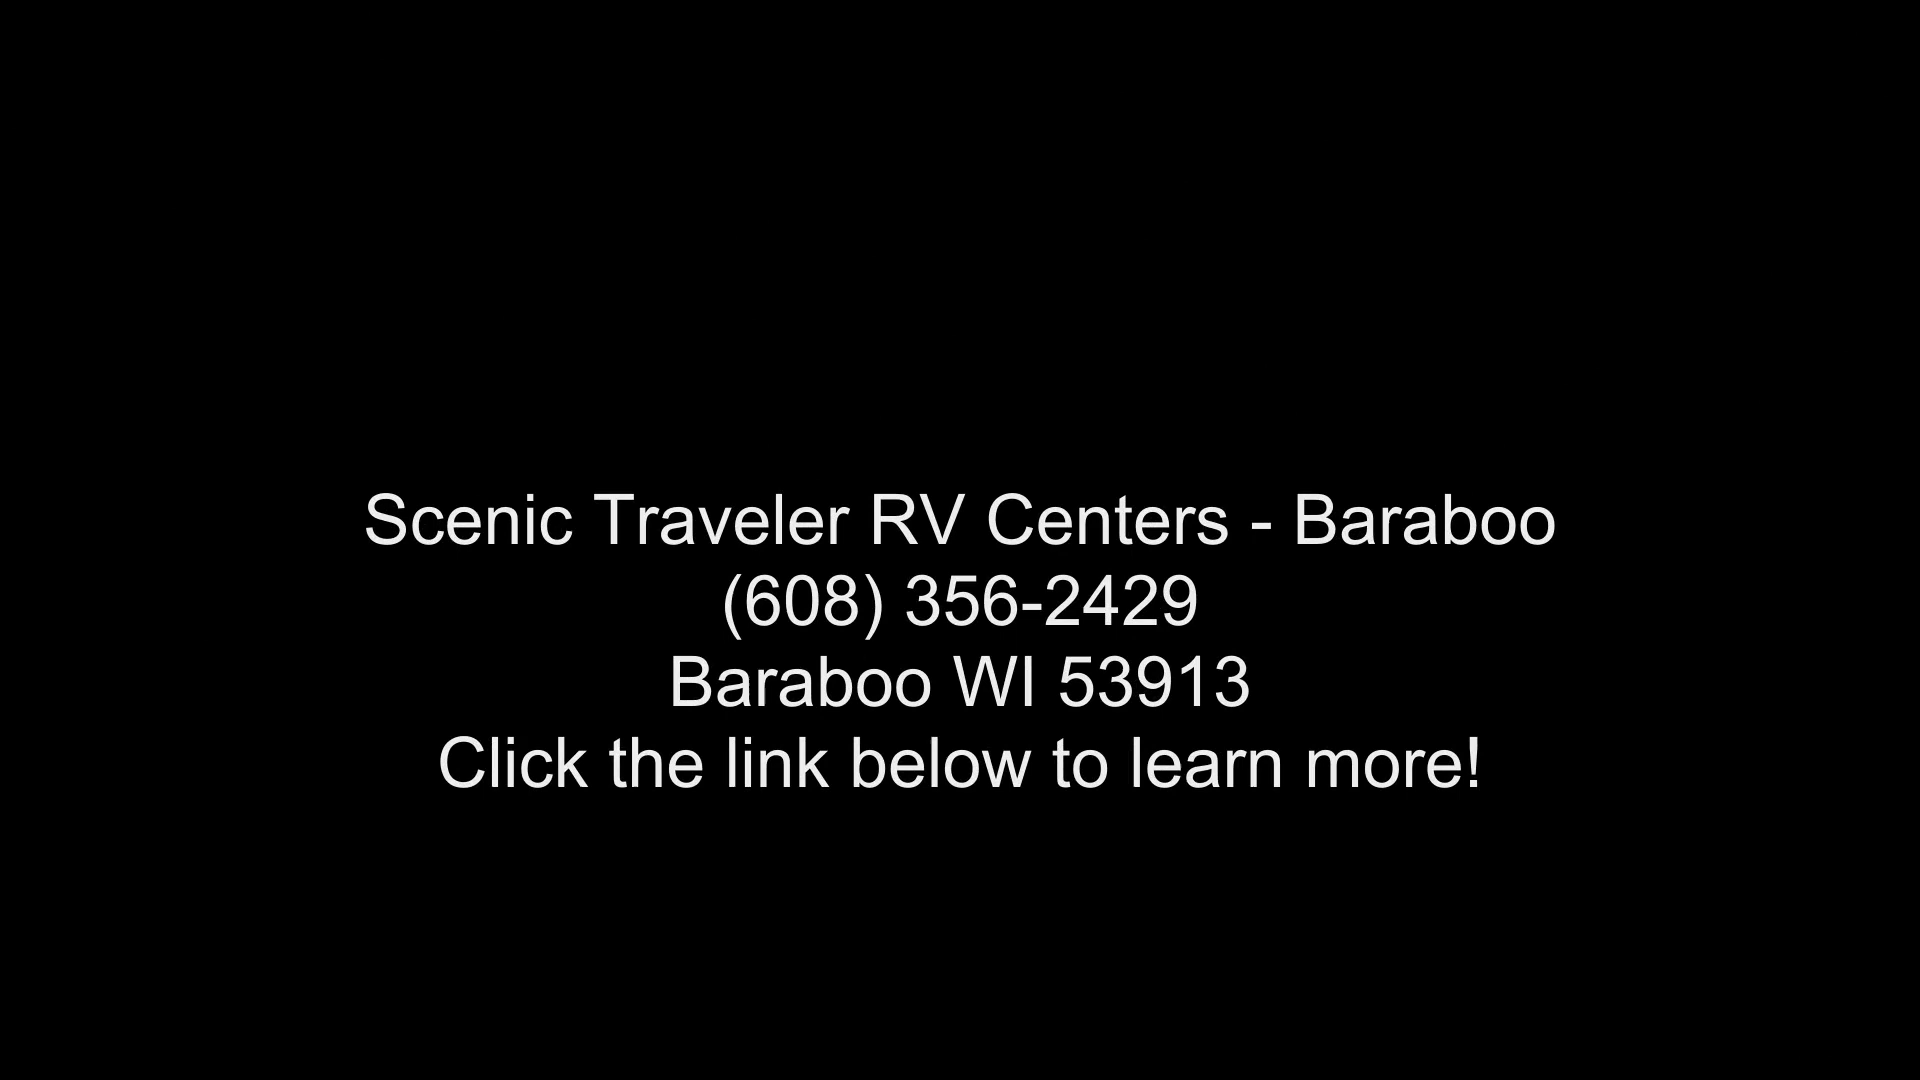 Scenic Traveler RV Centers - Baraboo
(608) 356-2429
Baraboo WI 53913
Click the link below to learn more!